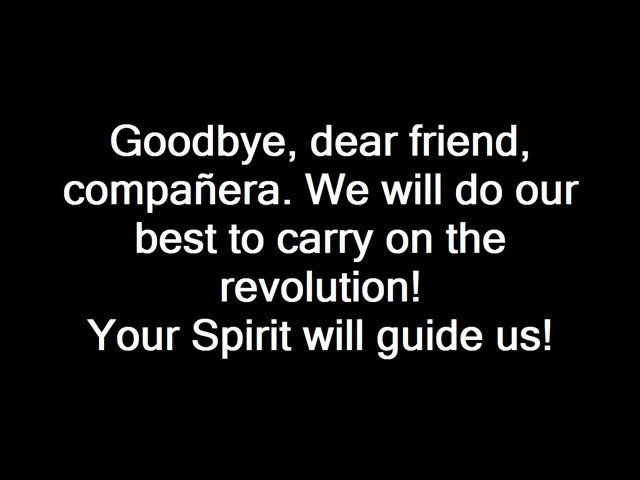 Goodbye, dear friend,
compañera. We will do our
best to carry on the
revolution!
Your Spirit will guide us!